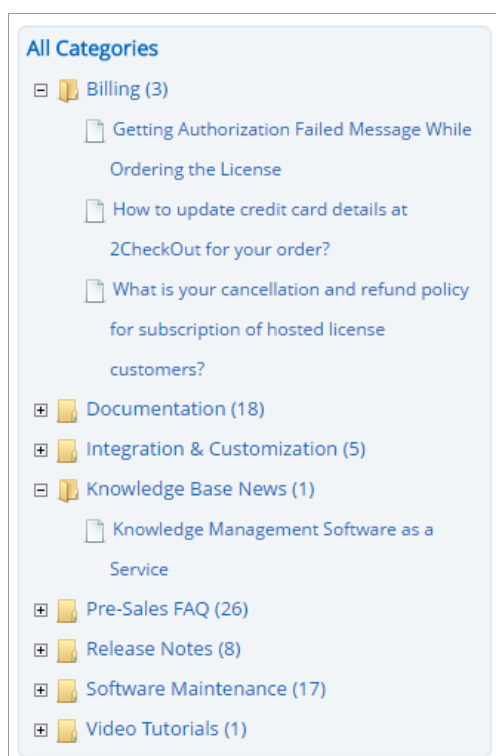 All Categories
Billing (3)
Getting Authorization Failed Message While
Ordering the License
How to update credit card details at
2CheckOut for your order?
What is your cancellation and refund policy
for subscription of hosted license
customers?
Documentation (18)
Integration & Customization (5)
Knowledge Base News (1)
Knowledge Management Software as a
Service
Pre-Sales FAQ (26)
Release Notes (8)
Software Maintenance (17)
Video Tutorials (1)